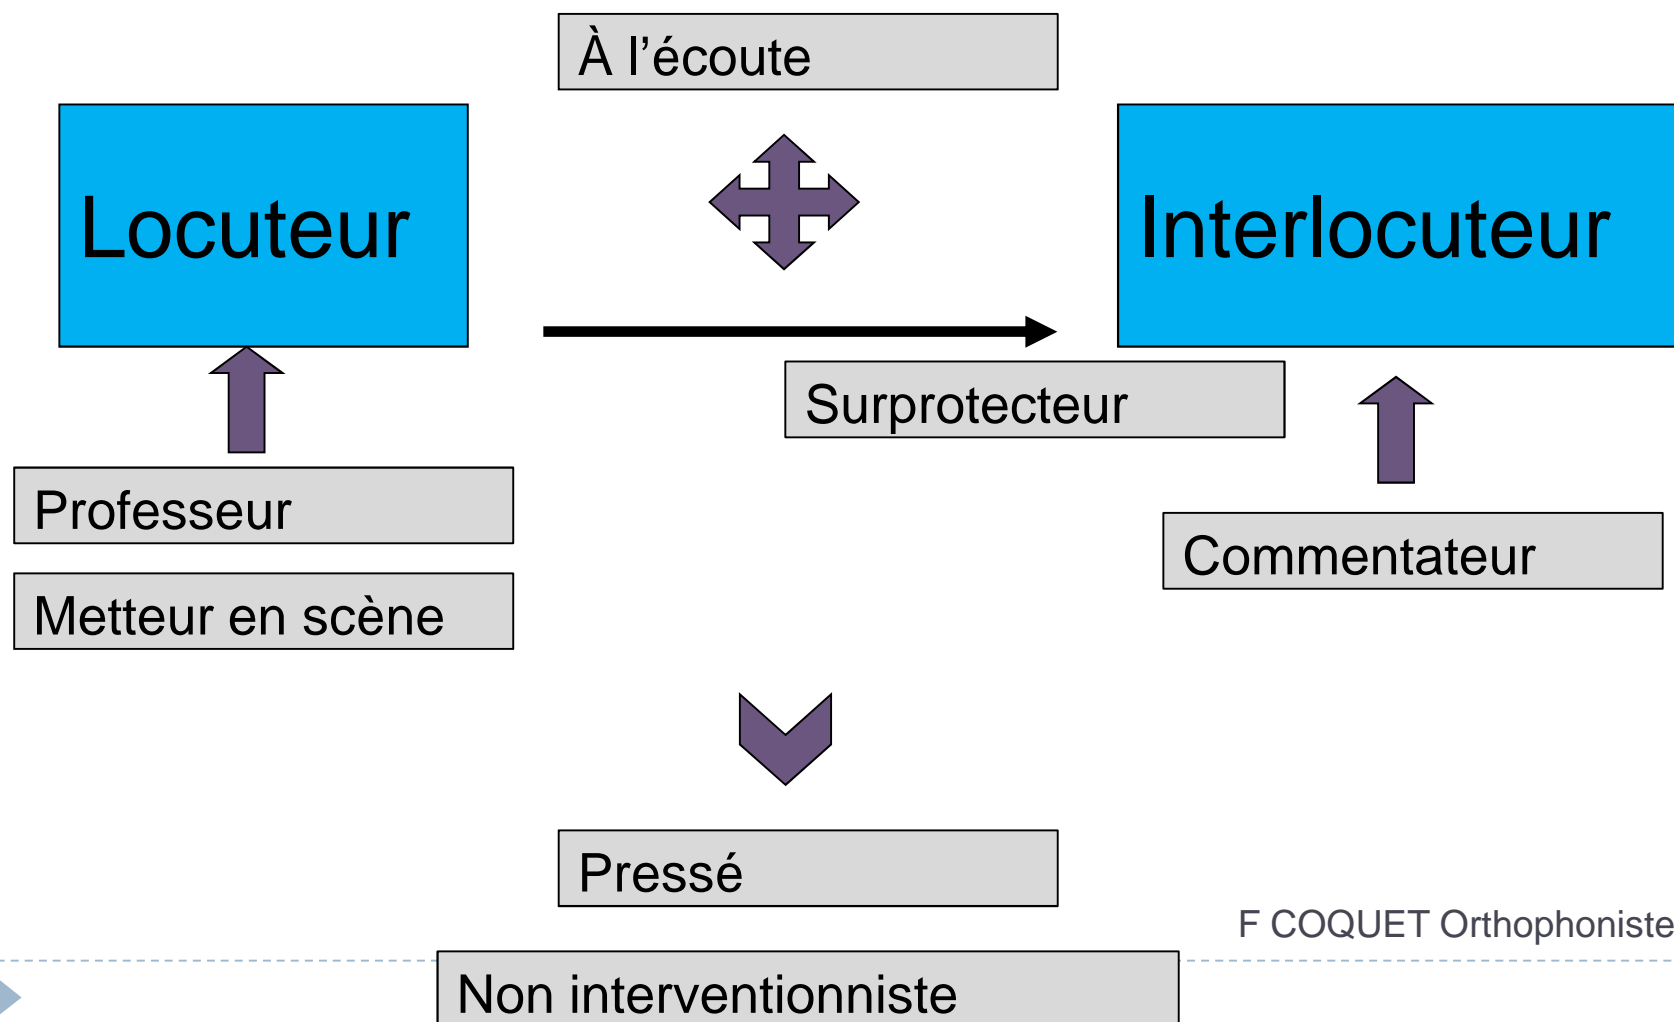 À l’écoute
Locuteur
Interlocuteur
Surprotecteur
Professeur
Commentateur
Metteur en scène
Pressé
F COQUET Orthophoniste
Non interventionniste